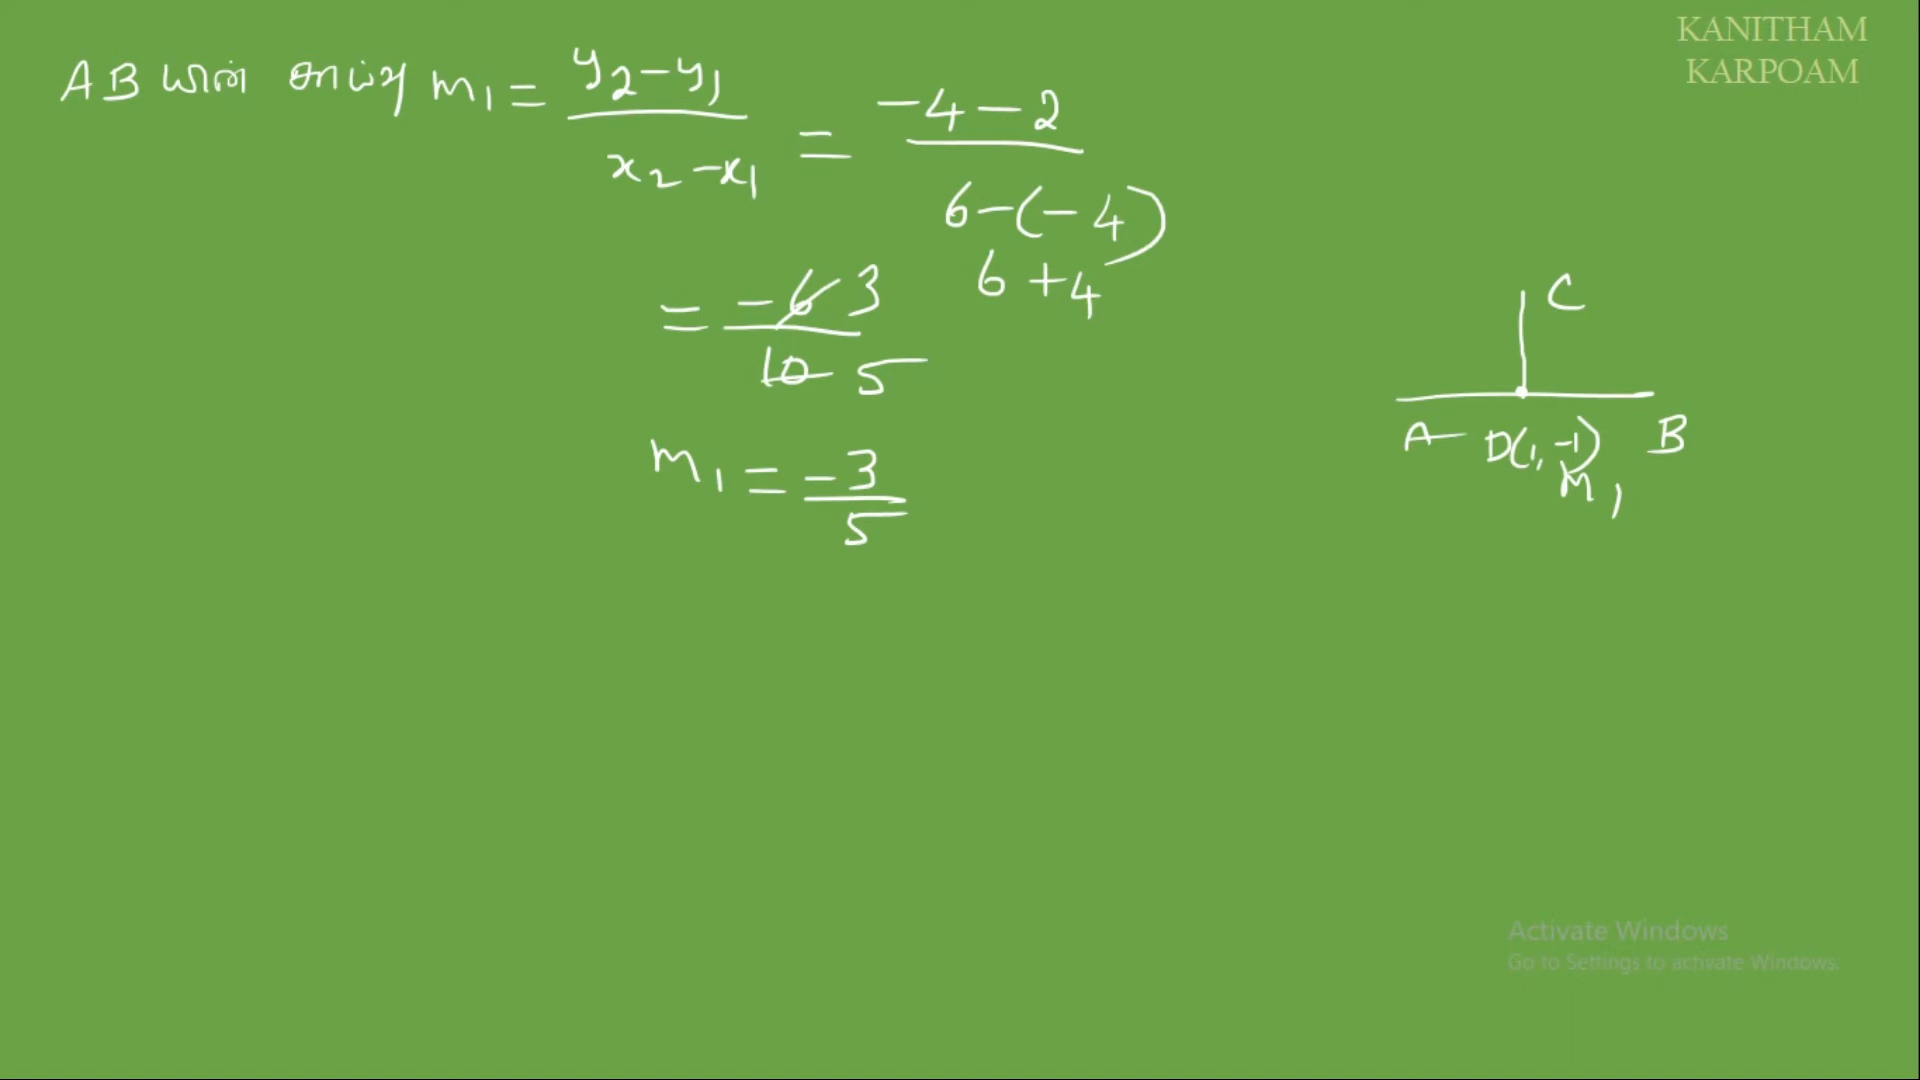 KANITHAM
KARPOAM
AB யின் சாய்வு m₁ = y₂-y₁ / x₂-x₁ = -4-2 / 6-(-4)
6+4
= -6 3 / 10 5
m₁ = -3/5
C
A D(1,-1) B
M₁
Activate Windows
Go to Settings to activate Windows.